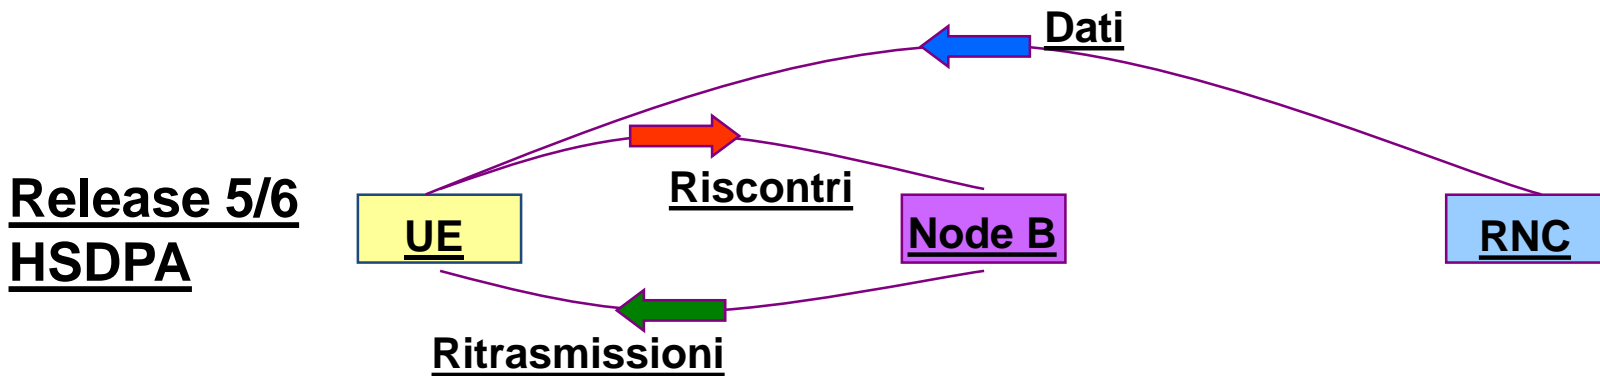 Dati
Riscontri
Release 5/6
HSDPA
UE
Node B
RNC
Ritrasmissioni